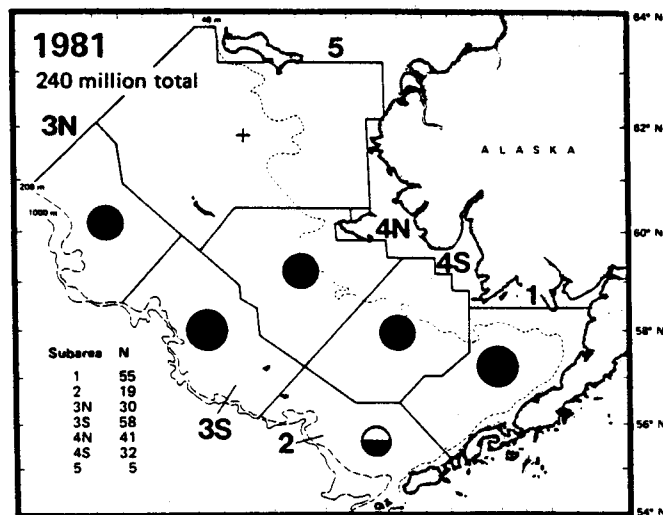 1981
240 million total
5
3N
ALASKA
4N
4S
1
3S
2
48 m
200 m
1000 m
Subarea N
1 55
2 19
3N 30
3S 58
4N 41
4S 32
5 5
64° N
62° N
60° N
58° N
56° N
54° N